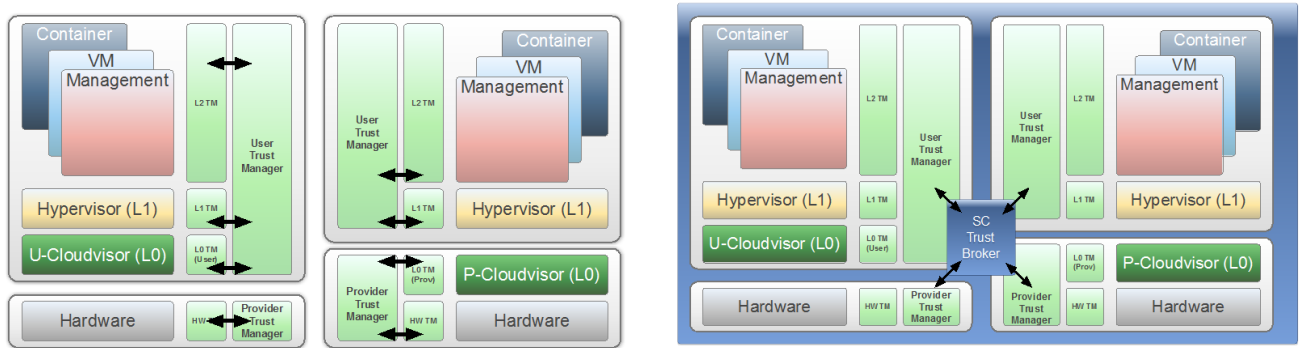 Container
VM
Management
L2 TM
User
Trust
Manager
Hypervisor (L1)
L1 TM
U-Cloudvisor (L0)
L0 TM
(User)
Hardware
HW TM
Provider
Trust
Manager
User
Trust
Manager
L2 TM
Container
VM
Management
L1 TM
Hypervisor (L1)
Provider
Trust
Manager
L0 TM
(Prov)
P-Cloudvisor (L0)
HW TM
Hardware
Container
VM
Management
L2 TM
User
Trust
Manager
Hypervisor (L1)
L1 TM
U-Cloudvisor (L0)
L0 TM
(User)
Hardware
HW TM
Provider
Trust Manager
SC
Trust
Broker
User
Trust
Manager
L2 TM
Container
VM
Management
L1 TM
Hypervisor (L1)
Provider
Trust
Manager
L0 TM
(Prov)
P-Cloudvisor (L0)
HW TM
Hardware